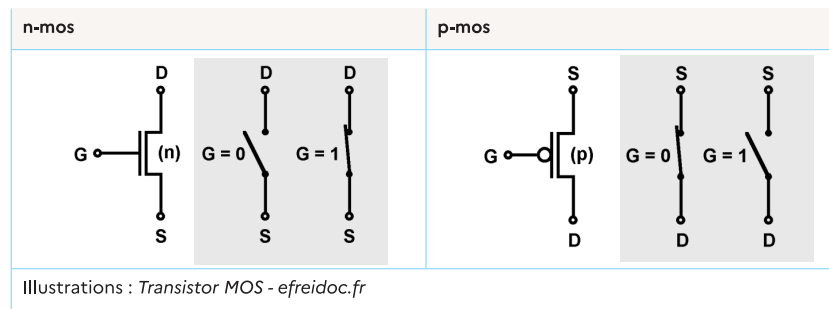 n-mos
p-mos
D D D
G (n) G = 0 G = 1
S S S
S S S
G (p) G = 0 G = 1
D D D
Illustrations : Transistor MOS - efreidoc.fr